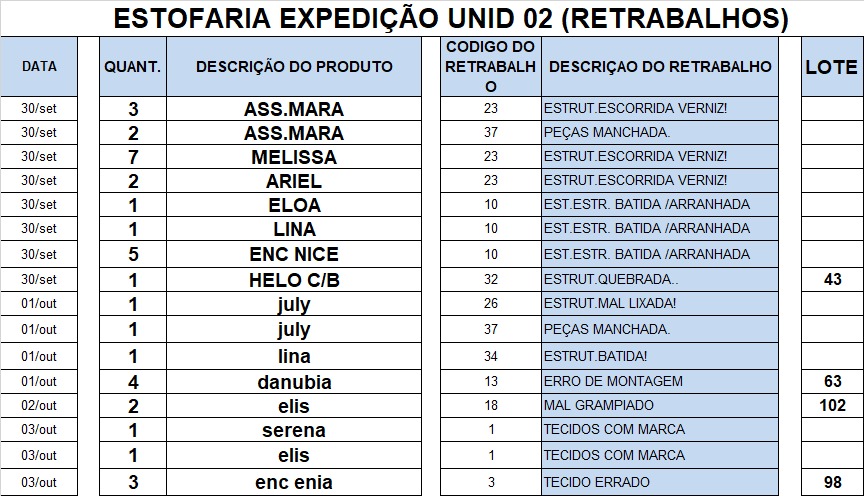 ESTOFARIA EXPEDIÇÃO UNID 02 (RETRABALHOS)
DATA QUANT. DESCRIÇÃO DO PRODUTO CODIGO DO RETRABALHO DESCRIÇAO DO RETRABALHO LOTE
30/set 3 ASS.MARA 23 ESTRUT.ESCORRIDA VERNIZ!
30/set 2 ASS.MARA 37 PEÇAS MANCHADA.
30/set 7 MELISSA 23 ESTRUT.ESCORRIDA VERNIZ!
30/set 2 ARIEL 23 ESTRUT.ESCORRIDA VERNIZ!
30/set 1 ELOA 10 EST.ESTR. BATIDA /ARRANHADA
30/set 1 LINA 10 EST.ESTR. BATIDA /ARRANHADA
30/set 5 ENC NICE 10 EST.ESTR. BATIDA /ARRANHADA
30/set 1 HELO C/B 32 ESTRUT.QUEBRADA.. 43
01/out 1 july 26 ESTRUT.MAL LIXADA!
01/out 1 july 37 PEÇAS MANCHADA.
01/out 1 lina 34 ESTRUT.BATIDA!
01/out 4 danubia 13 ERRO DE MONTAGEM 63
02/out 2 elis 18 MAL GRAMPIADO 102
03/out 1 serena 1 TECIDOS COM MARCA
03/out 1 elis 1 TECIDOS COM MARCA
03/out 3 enc enia 3 TECIDO ERRADO 98